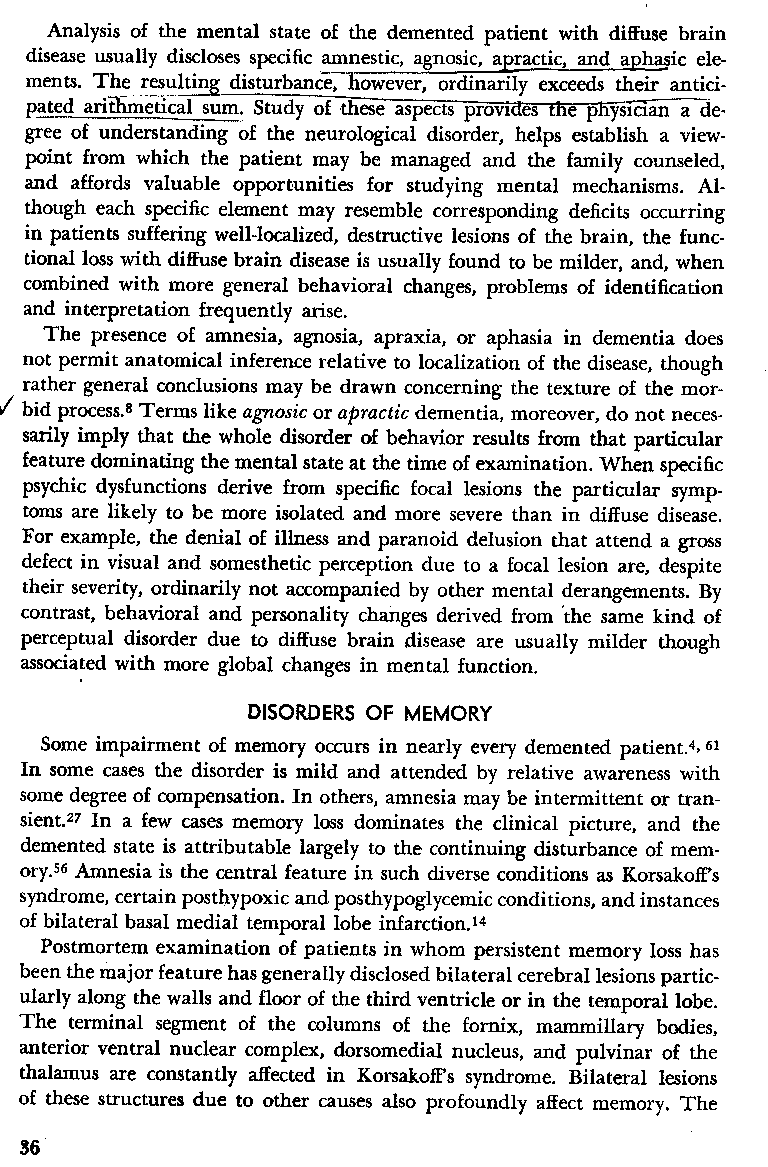 Analysis of the mental state of the demented patient with diffuse brain
disease usually discloses specific amnestic, agnosic, apractic, and aphasic ele-
ments. The resulting disturbance, however, ordinarily exceeds their antici-
pated arithmetical sum. Study of these aspects provides the physician a de-
gree of understanding of the neurological disorder, helps establish a view-
point from which the patient may be managed and the family counseled,
and affords valuable opportunities for studying mental mechanisms. Al-
though each specific element may resemble corresponding deficits occurring
in patients suffering well-localized, destructive lesions of the brain, the func-
tional loss with diffuse brain disease is usually found to be milder, and, when
combined with more general behavioral changes, problems of identification
and interpretation frequently arise.
The presence of amnesia, agnosia, apraxia, or aphasia in dementia does
not permit anatomical inference relative to localization of the disease, though
rather general conclusions may be drawn concerning the texture of the mor-
✓ bid process.⁸ Terms like agnosic or apractic dementia, moreover, do not neces-
sarily imply that the whole disorder of behavior results from that particular
feature dominating the mental state at the time of examination. When specific
psychic dysfunctions derive from specific focal lesions the particular symp-
toms are likely to be more isolated and more severe than in diffuse disease.
For example, the denial of illness and paranoid delusion that attend a gross
defect in visual and somesthetic perception due to a focal lesion are, despite
their severity, ordinarily not accompanied by other mental derangements. By
contrast, behavioral and personality changes derived from the same kind of
perceptual disorder due to diffuse brain disease are usually milder though
associated with more global changes in mental function.
DISORDERS OF MEMORY
Some impairment of memory occurs in nearly every demented patient.⁴, ⁶¹
In some cases the disorder is mild and attended by relative awareness with
some degree of compensation. In others, amnesia may be intermittent or tran-
sient.²⁷ In a few cases memory loss dominates the clinical picture, and the
demented state is attributable largely to the continuing disturbance of mem-
ory.⁵⁶ Amnesia is the central feature in such diverse conditions as Korsakoff's
syndrome, certain posthypoxic and posthypoglycemic conditions, and instances
of bilateral basal medial temporal lobe infarction.¹⁴
Postmortem examination of patients in whom persistent memory loss has
been the major feature has generally disclosed bilateral cerebral lesions partic-
ularly along the walls and floor of the third ventricle or in the temporal lobe.
The terminal segment of the columns of the fornix, mammillary bodies,
anterior ventral nuclear complex, dorsomedial nucleus, and pulvinar of the
thalamus are constantly affected in Korsakoff's syndrome. Bilateral lesions
of these structures due to other causes also profoundly affect memory. The
36